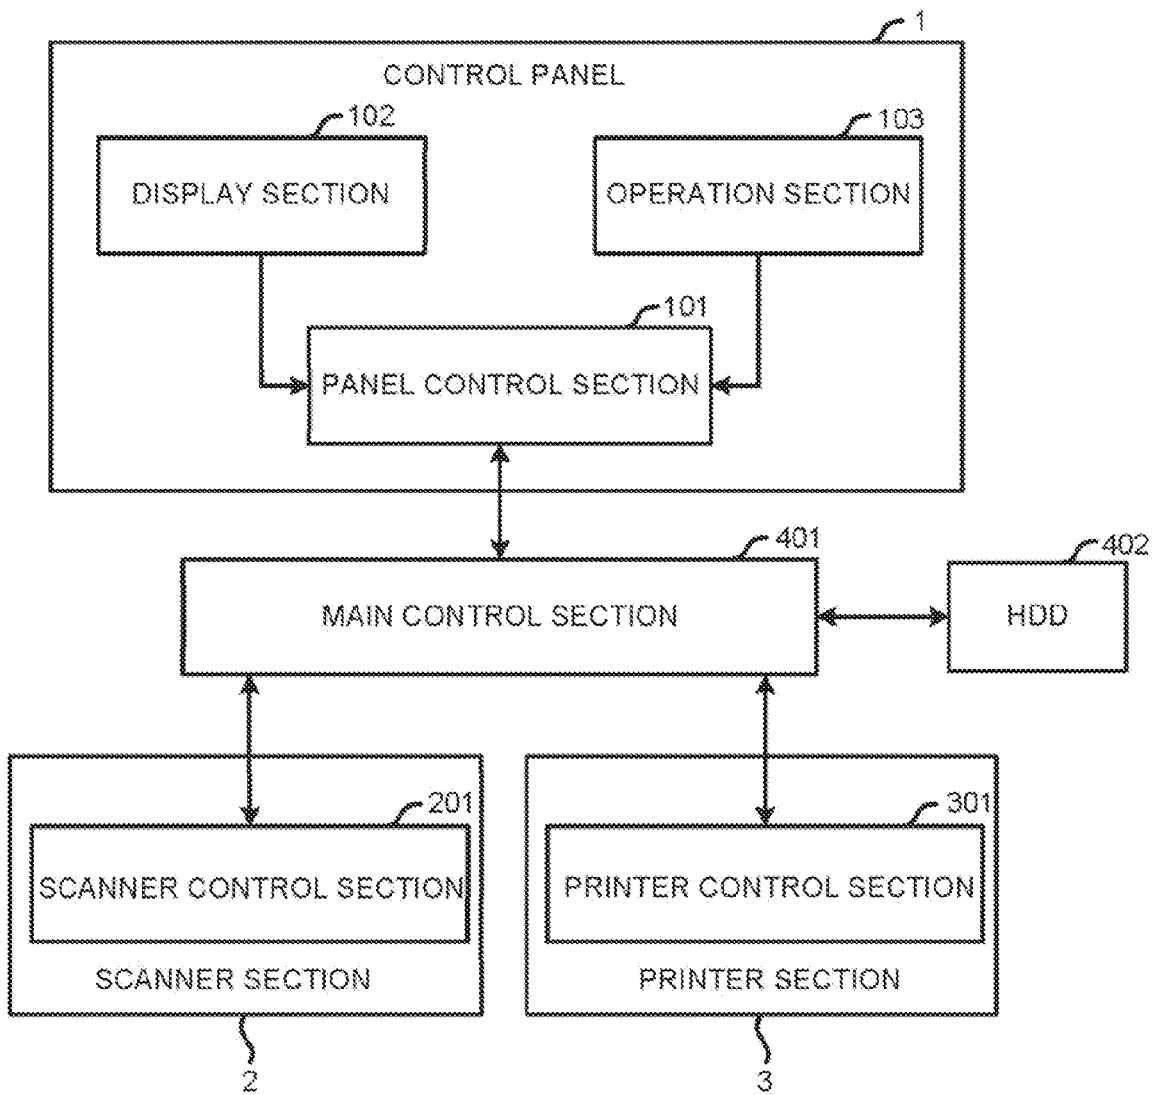 1
CONTROL PANEL
102
103
DISPLAY SECTION
OPERATION SECTION
101
PANEL CONTROL SECTION
401
402
MAIN CONTROL SECTION
HDD
201
301
SCANNER CONTROL SECTION
PRINTER CONTROL SECTION
SCANNER SECTION
PRINTER SECTION
2
3